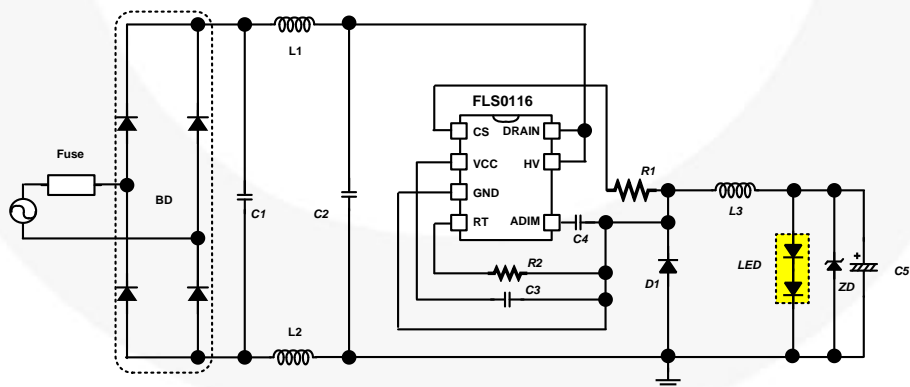 L1
FLS0116
CS DRAIN
VCC HV
GND
RT ADIM
Fuse
BD
C1
C2
R1
L3
C4
R2
C3
D1
LED
ZD
+
C5
L2